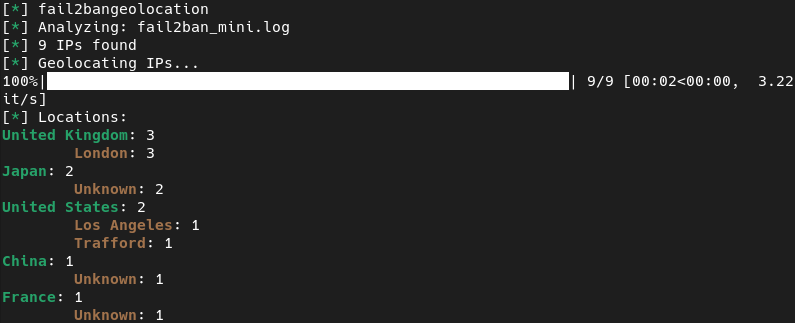 [*] fail2bangeolocation
[*] Analyzing: fail2ban_mini.log
[*] 9 IPs found
[*] Geolocating IPs...
100%|██████████████████████████████████████████████████████████| 9/9 [00:02<00:00,  3.22
it/s]
[*] Locations:
United Kingdom: 3
        London: 3
Japan: 2
        Unknown: 2
United States: 2
        Los Angeles: 1
        Trafford: 1
China: 1
        Unknown: 1
France: 1
        Unknown: 1